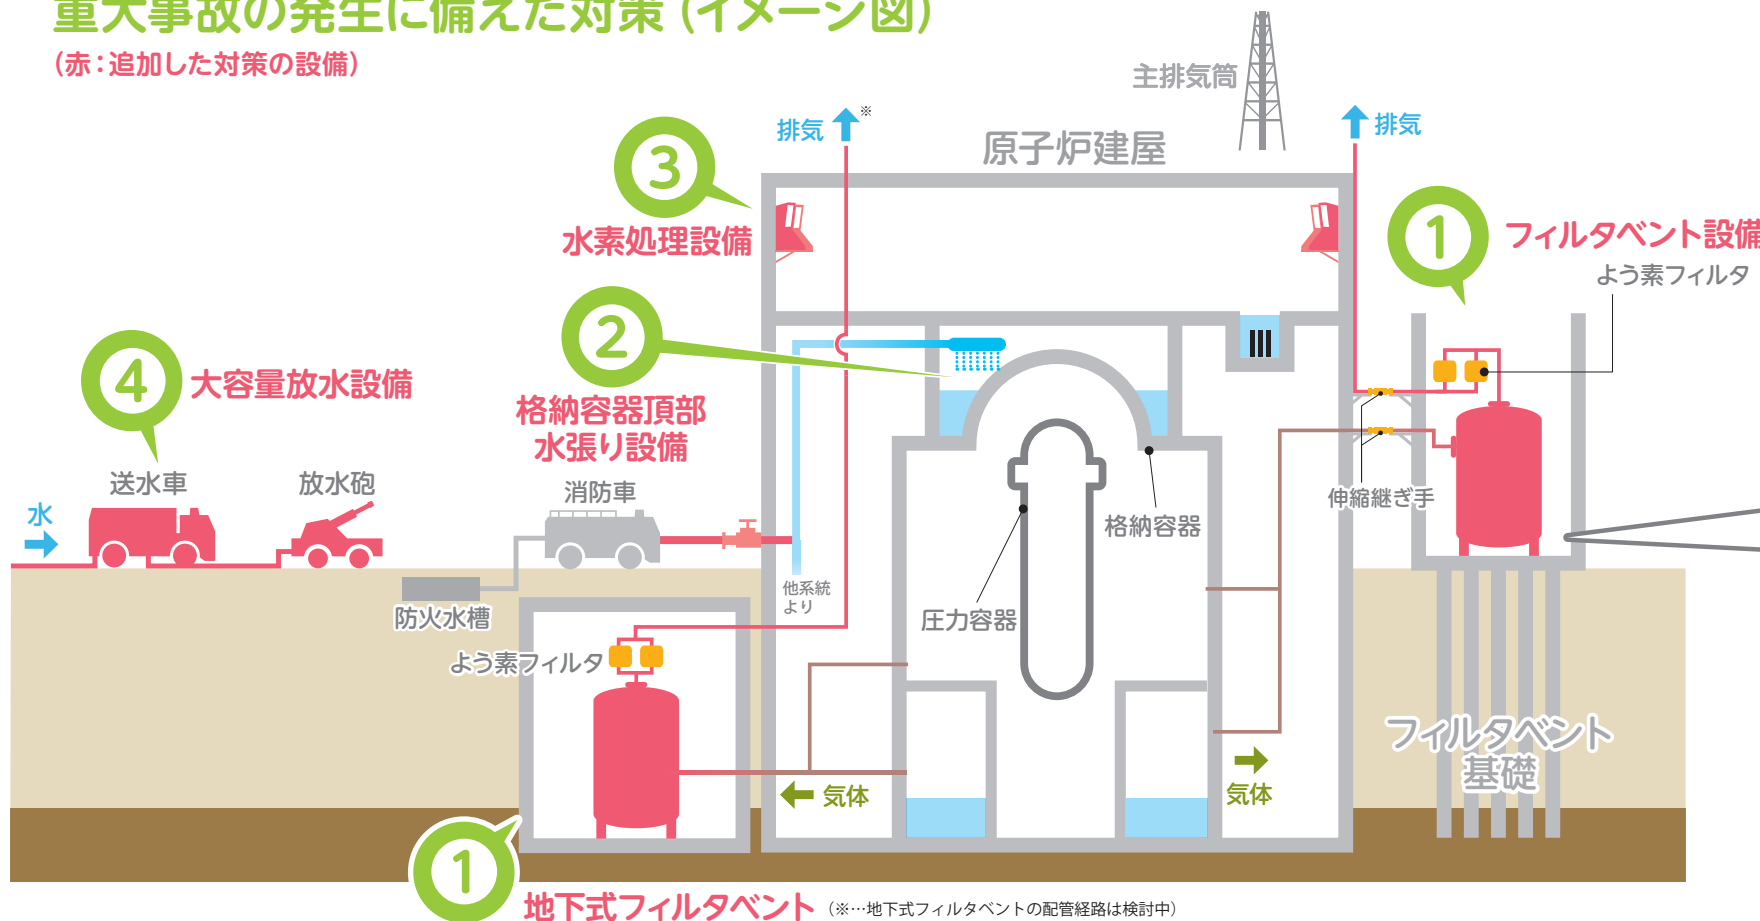 重大事故の発生に備えた対策(イメージ図)
(赤:追加した対策の設備)
主排気筒
排気
※
排気
原子炉建屋
3
水素処理設備
1
フィルタベント設備
よう素フィルタ
2
格納容器頂部
水張り設備
4
大容量放水設備
送水車
放水砲
消防車
水
伸縮継ぎ手
格納容器
他系統
より
防火水槽
圧力容器
よう素フィルタ
フィルタベント
基礎
気体
気体
1
地下式フィルタベント
(※…地下式フィルタベントの配管経路は検討中)